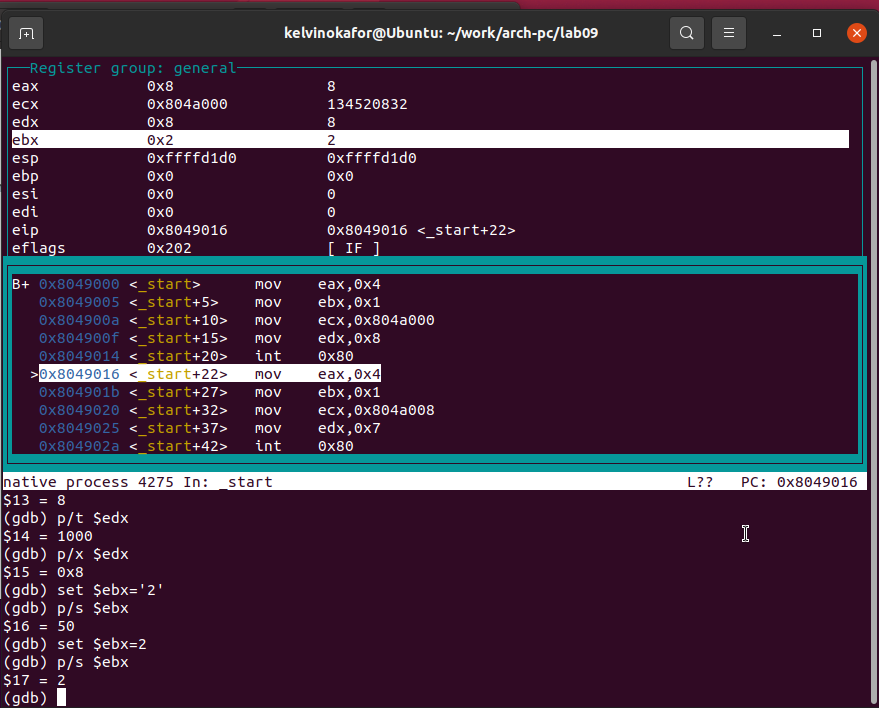 kelvinokafor@Ubuntu: ~/work/arch-pc/lab09
Register group: general
eax 0x8 8
ecx 0x804a000 134520832
edx 0x8 8
ebx 0x2 2
esp 0xffffd1d0 0xffffd1d0
ebp 0x0 0x0
esi 0x0 0
edi 0x0 0
eip 0x8049016 0x8049016 <_start+22>
eflags 0x202 [ IF ]
B+ 0x8049000 <_start> mov eax,0x4
0x8049005 <_start+5> mov ebx,0x1
0x804900a <_start+10> mov ecx,0x804a000
0x804900f <_start+15> mov edx,0x8
0x8049014 <_start+20> int 0x80
>0x8049016 <_start+22> mov eax,0x4
0x804901b <_start+27> mov ebx,0x1
0x8049020 <_start+32> mov ecx,0x804a008
0x8049025 <_start+37> mov edx,0x7
0x804902a <_start+42> int 0x80
native process 4275 In: _start L?? PC: 0x8049016
$13 = 8
(gdb) p/t $edx
$14 = 1000
(gdb) p/x $edx
$15 = 0x8
(gdb) set $ebx='2'
(gdb) p/s $ebx
$16 = 50
(gdb) set $ebx=2
(gdb) p/s $ebx
$17 = 2
(gdb)